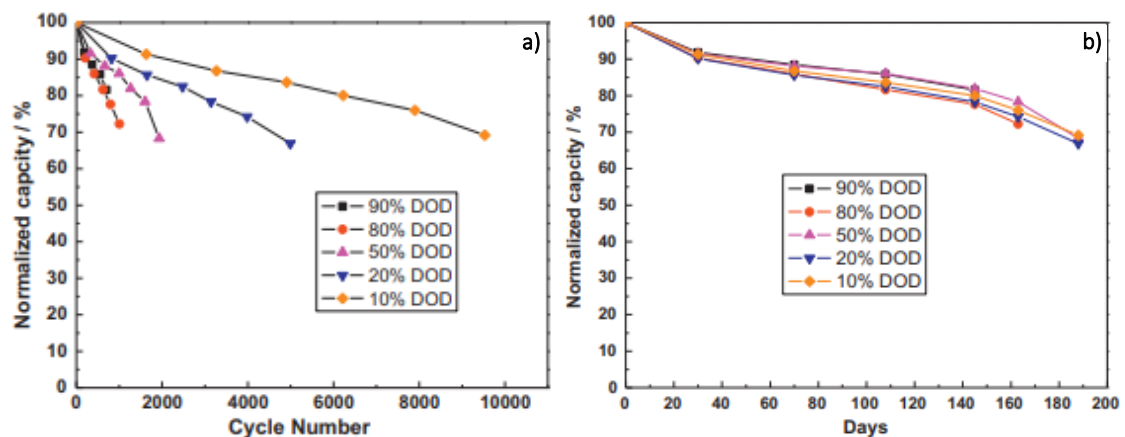 a)
Normalized capcity / %
100
90
80
70
60
50
40
30
20
10
0
90% DOD
80% DOD
50% DOD
20% DOD
10% DOD
0 2000 4000 6000 8000 10000
Cycle Number
b)
Normalized capcity / %
100
90
80
70
60
50
40
30
20
10
0
90% DOD
80% DOD
50% DOD
20% DOD
10% DOD
0 20 40 60 80 100 120 140 160 180 200
Days